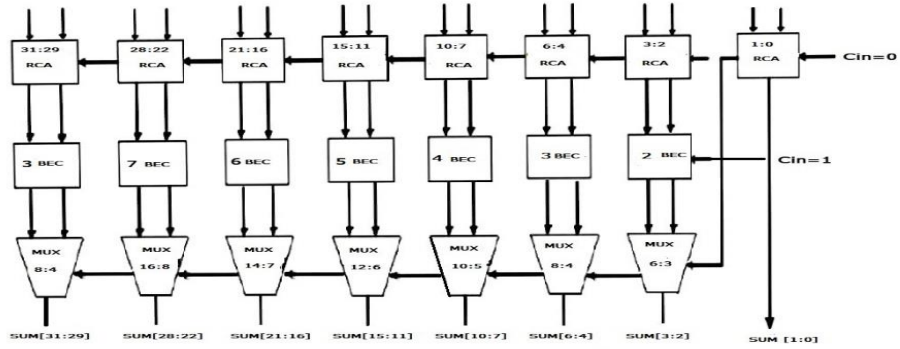 31:29 RCA
28:22 RCA
21:16 RCA
15:11 RCA
10:7 RCA
6:4 RCA
3:2 RCA
1:0 RCA
Cin=0
3 BEC
7 BEC
6 BEC
5 BEC
4 BEC
3 BEC
2 BEC
Cin=1
MUX 8:4
MUX 16:8
MUX 14:7
MUX 12:6
MUX 10:5
MUX 8:4
MUX 6:3
SUM[31:29]
SUM[28:22]
SUM[21:16]
SUM[15:11]
SUM[10:7]
SUM[6:4]
SUM[3:2]
SUM [1:0]